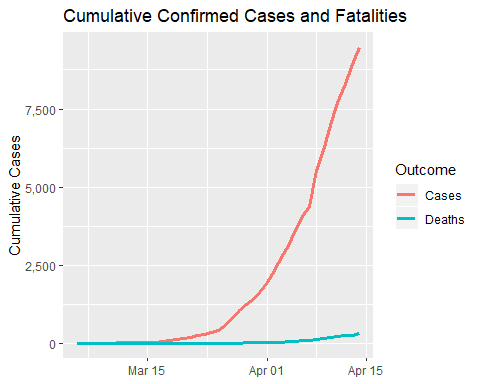 Cumulative Confirmed Cases and Fatalities
Cumulative Cases
7,500
5,000
2,500
0
Mar 15
Apr 01
Apr 15
Outcome
Cases
Deaths